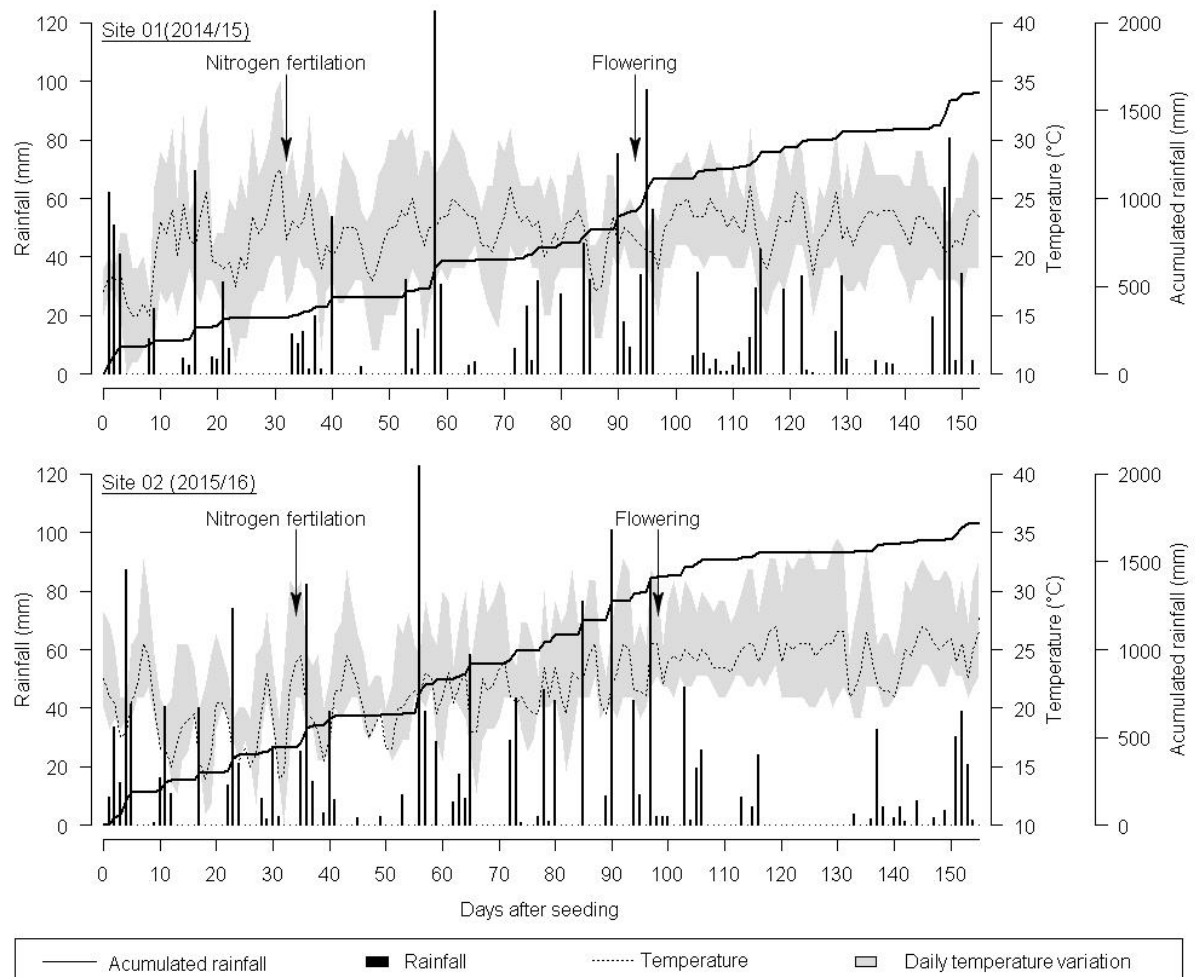 Site 01(2014/15)
Nitrogen fertilation
Flowering
Rainfall (mm)
0
20
40
60
80
100
120
Temperature (°C)
10
15
20
25
30
35
40
Acumulated rainfall (mm)
0
500
1000
1500
2000
0 10 20 30 40 50 60 70 80 90 100 110 120 130 140 150
Site 02 (2015/16)
Nitrogen fertilation
Flowering
Rainfall (mm)
0
20
40
60
80
100
120
Temperature (°C)
10
15
20
25
30
35
40
Acumulated rainfall (mm)
0
500
1000
1500
2000
0 10 20 30 40 50 60 70 80 90 100 110 120 130 140 150
Days after seeding
Acumulated rainfall Rainfall Temperature Daily temperature variation